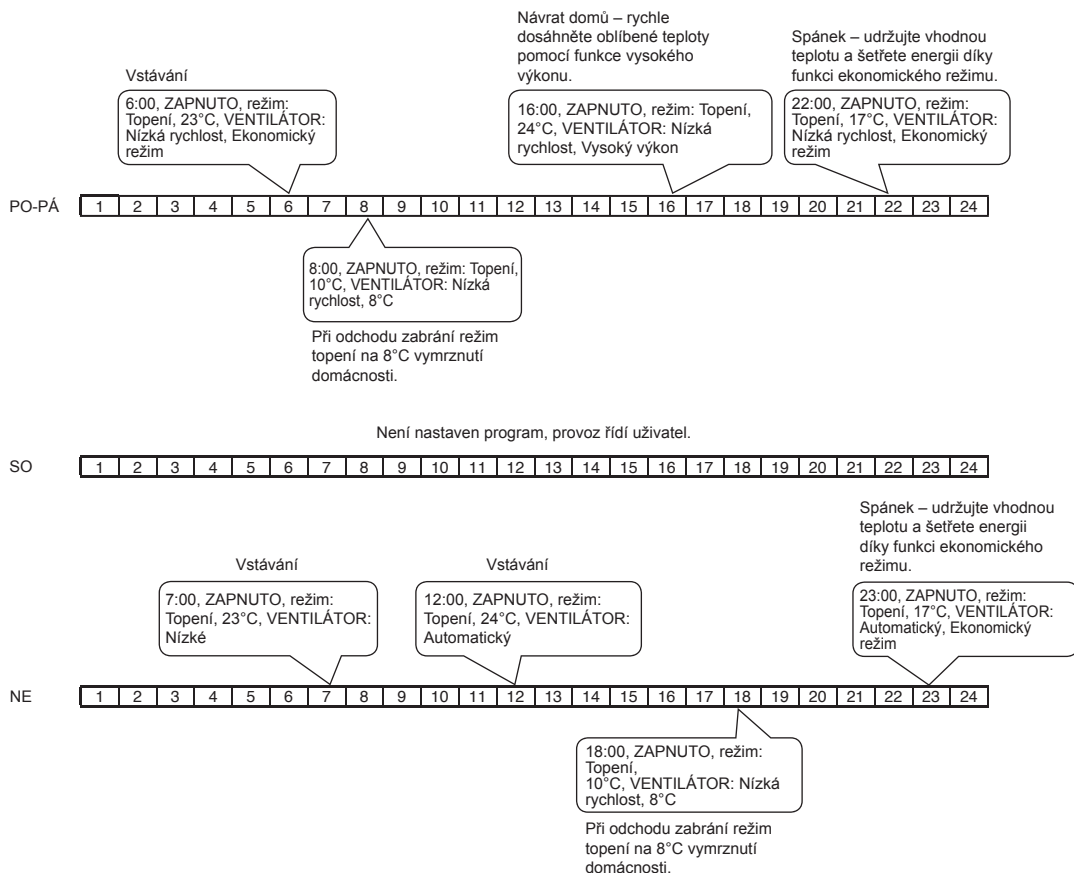 Návrat domů – rychle
dosáhněte oblíbené teploty
pomocí funkce vysokého
výkonu.
Spánek – udržujte vhodnou
teplotu a šetřete energii díky
funkci ekonomického režimu.
Vstávání
6:00, ZAPNUTO, režim:
Topení, 23°C, VENTILÁTOR:
Nízká rychlost, Ekonomický
režim
16:00, ZAPNUTO, režim: Topení,
24°C, VENTILÁTOR: Nízká
rychlost, Vysoký výkon
22:00, ZAPNUTO, režim:
Topení, 17°C, VENTILÁTOR:
Nízká rychlost, Ekonomický
režim
PO-PÁ 1 2 3 4 5 6 7 8 9 10 11 12 13 14 15 16 17 18 19 20 21 22 23 24
8:00, ZAPNUTO, režim: Topení,
10°C, VENTILÁTOR: Nízká
rychlost, 8°C
Při odchodu zabrání režim
topení na 8°C vymrznutí
domácnosti.
Není nastaven program, provoz řídí uživatel.
SO 1 2 3 4 5 6 7 8 9 10 11 12 13 14 15 16 17 18 19 20 21 22 23 24
Spánek – udržujte vhodnou
teplotu a šetřete energii
díky funkci ekonomického
režimu.
Vstávání
7:00, ZAPNUTO, režim:
Topení, 23°C, VENTILÁTOR:
Nízké
Vstávání
12:00, ZAPNUTO, režim:
Topení, 24°C, VENTILÁTOR:
Automatický
23:00, ZAPNUTO, režim:
Topení, 17°C, VENTILÁTOR:
Automatický, Ekonomický
režim
NE 1 2 3 4 5 6 7 8 9 10 11 12 13 14 15 16 17 18 19 20 21 22 23 24
18:00, ZAPNUTO, režim:
Topení,
10°C, VENTILÁTOR: Nízká
rychlost, 8°C
Při odchodu zabrání režim
topení na 8°C vymrznutí
domácnosti.